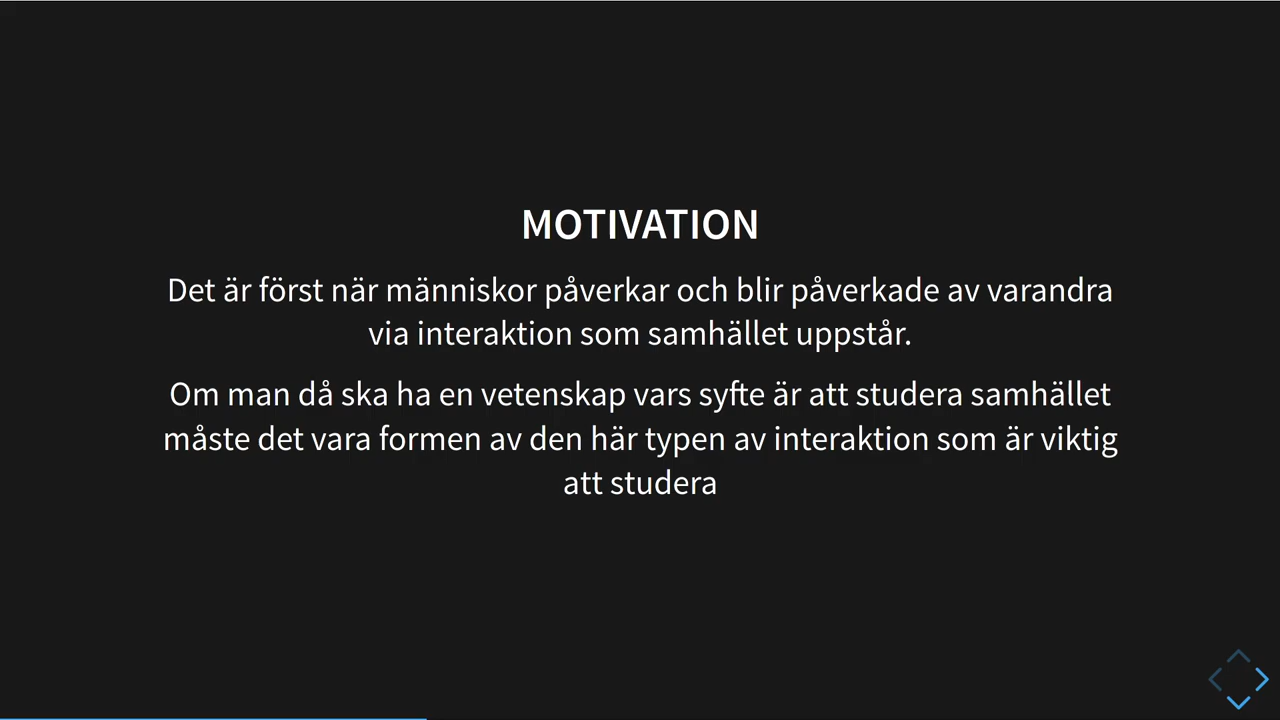 MOTIVATION
Det är först när människor påverkar och blir påverkade av varandra
via interaktion som samhället uppstår.
Om man då ska ha en vetenskap vars syfte är att studera samhället
måste det vara formen av den här typen av interaktion som är viktig
att studera